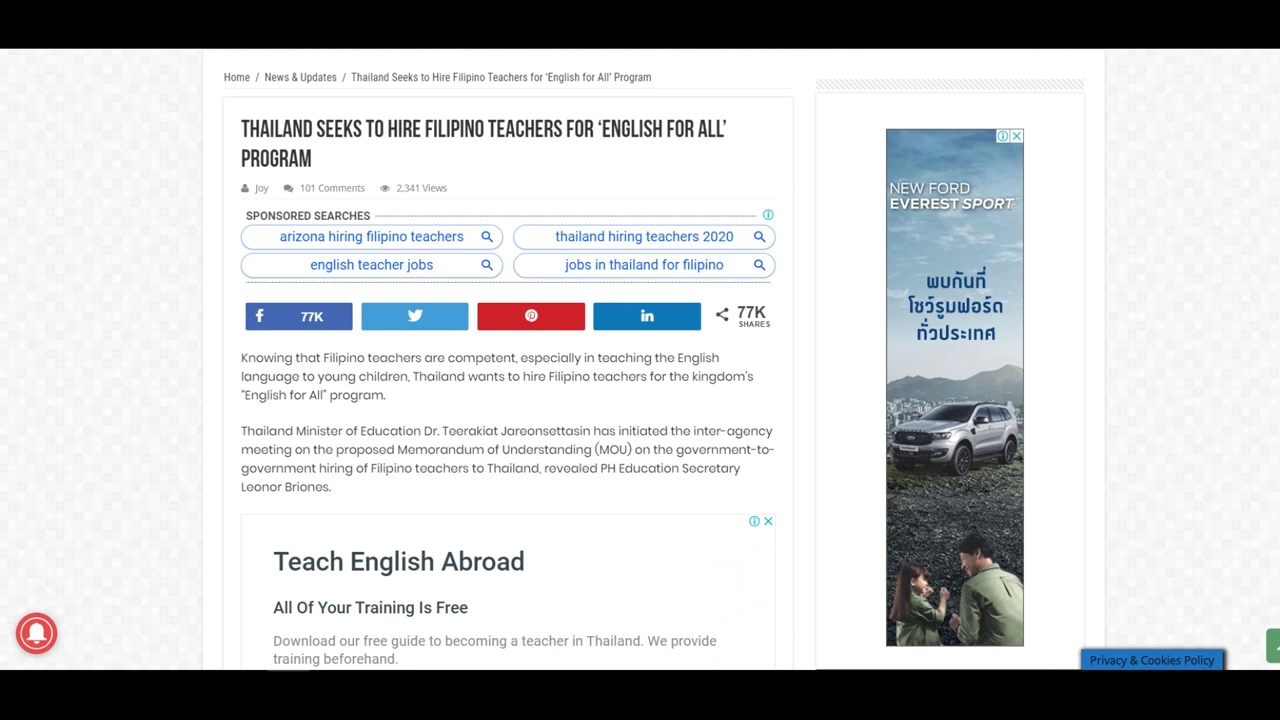 Home / News & Updates / Thailand Seeks to Hire Filipino Teachers for 'English for All' Program
THAILAND SEEKS TO HIRE FILIPINO TEACHERS FOR 'ENGLISH FOR ALL'
PROGRAM
Joy 101 Comments 2,341 Views
SPONSORED SEARCHES
arizona hiring filipino teachers
thailand hiring teachers 2020
english teacher jobs
jobs in thailand for filipino
77K
77K
SHARES
Knowing that Filipino teachers are competent, especially in teaching the English
language to young children, Thailand wants to hire Filipino teachers for the kingdom's
"English for All" program.
Thailand Minister of Education Dr. Teerakiat Jareonsettasin has initiated the inter-agency
meeting on the proposed Memorandum of Understanding (MOU) on the government-to-
government hiring of Filipino teachers to Thailand, revealed PH Education Secretary
Leonor Briones.
Teach English Abroad
All Of Your Training Is Free
Download our free guide to becoming a teacher in Thailand. We provide
training beforehand.
NEW FORD
EVEREST SPORT
พบกันที่
โชว์รูมฟอร์ด
ทั่วประเทศ
Privacy & Cookies Policy